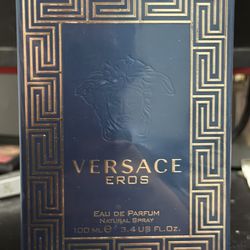 VERSACE
EROS
EAU DE PARFUM
NATURAL SPRAY
100 ML ℮ 3.4 US FL.OZ.